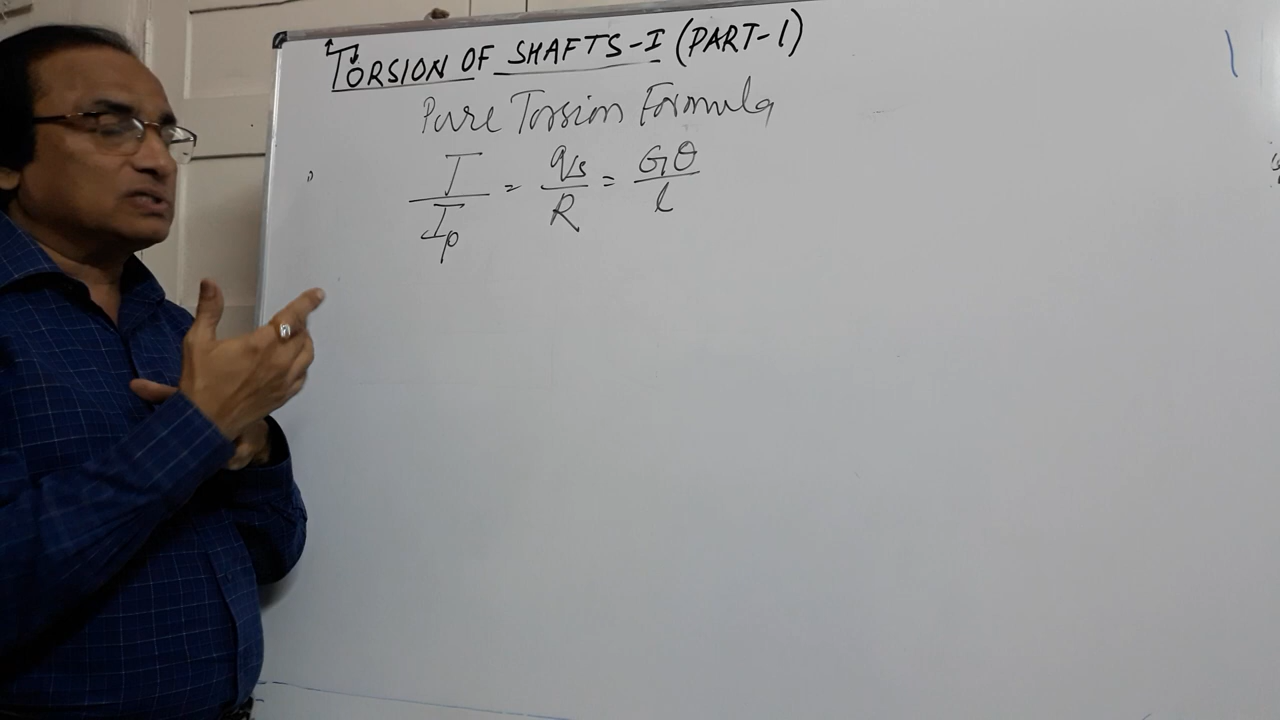 TORSION OF SHAFTS-I (PART-1)
Pure Torsion Formula
T/Ip = qs/R = Gθ/l